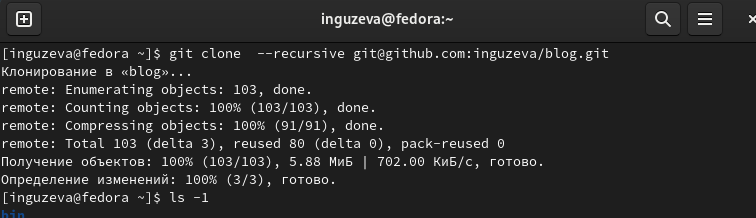 inguzeva@fedora:~
[inguzeva@fedora ~]$ git clone  --recursive git@github.com:inguzeva/blog.git
Клонирование в «blog»...
remote: Enumerating objects: 103, done.
remote: Counting objects: 100% (103/103), done.
remote: Compressing objects: 100% (91/91), done.
remote: Total 103 (delta 3), reused 80 (delta 0), pack-reused 0
Получение объектов: 100% (103/103), 5.88 МиБ | 702.00 КиБ/с, готово.
Определение изменений: 100% (3/3), готово.
[inguzeva@fedora ~]$ ls -1
bin